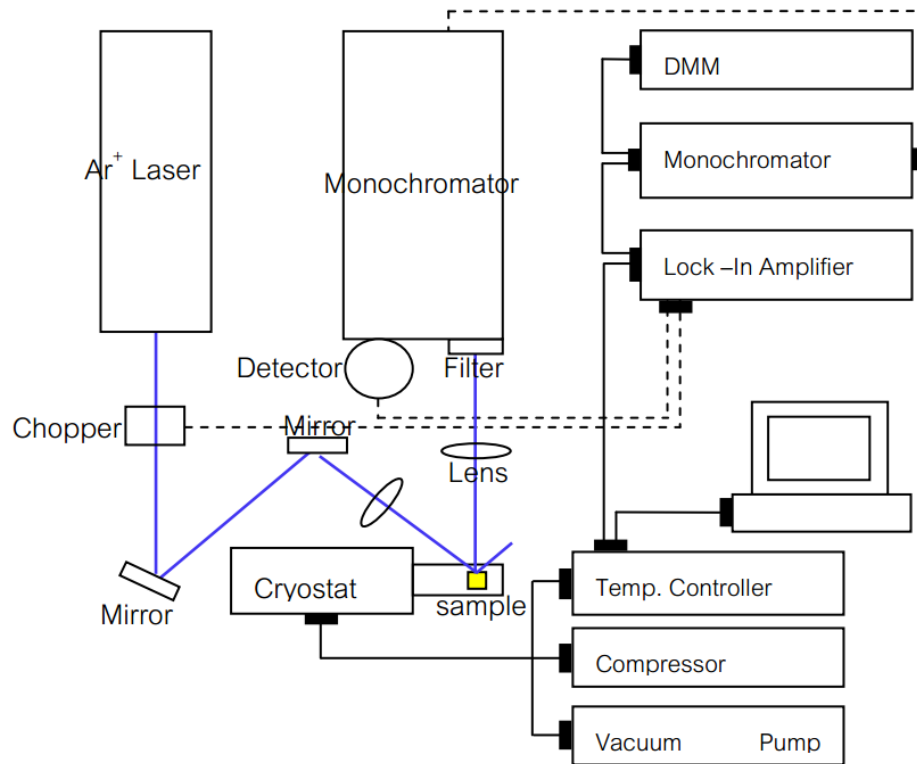 Ar+ Laser
Monochromator
DMM
Monochromator
Lock –In Amplifier
Detector
Filter
Chopper
Mirror
Lens
Mirror
Cryostat
sample
Temp. Controller
Compressor
Vacuum Pump